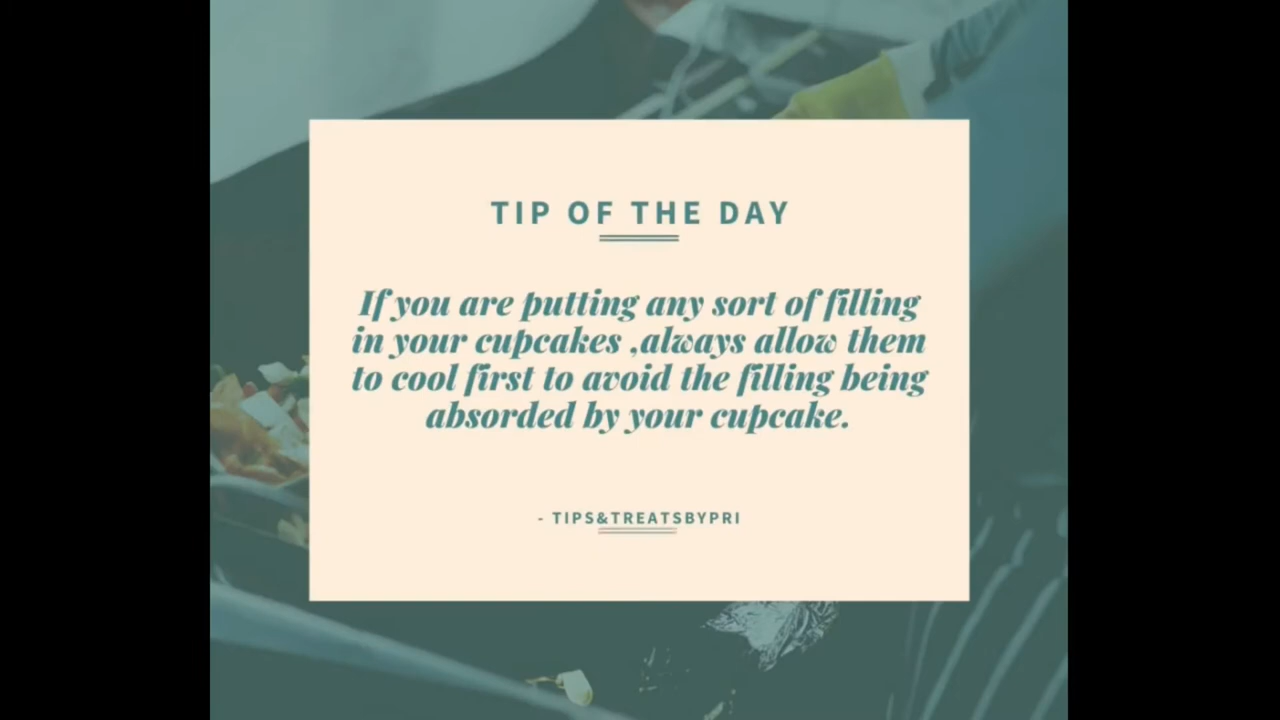 TIP OF THE DAY
If you are putting any sort of filling
in your cupcakes ,always allow them
to cool first to avoid the filling being
absorded by your cupcake.
- TIPS&TREATSBYPRI